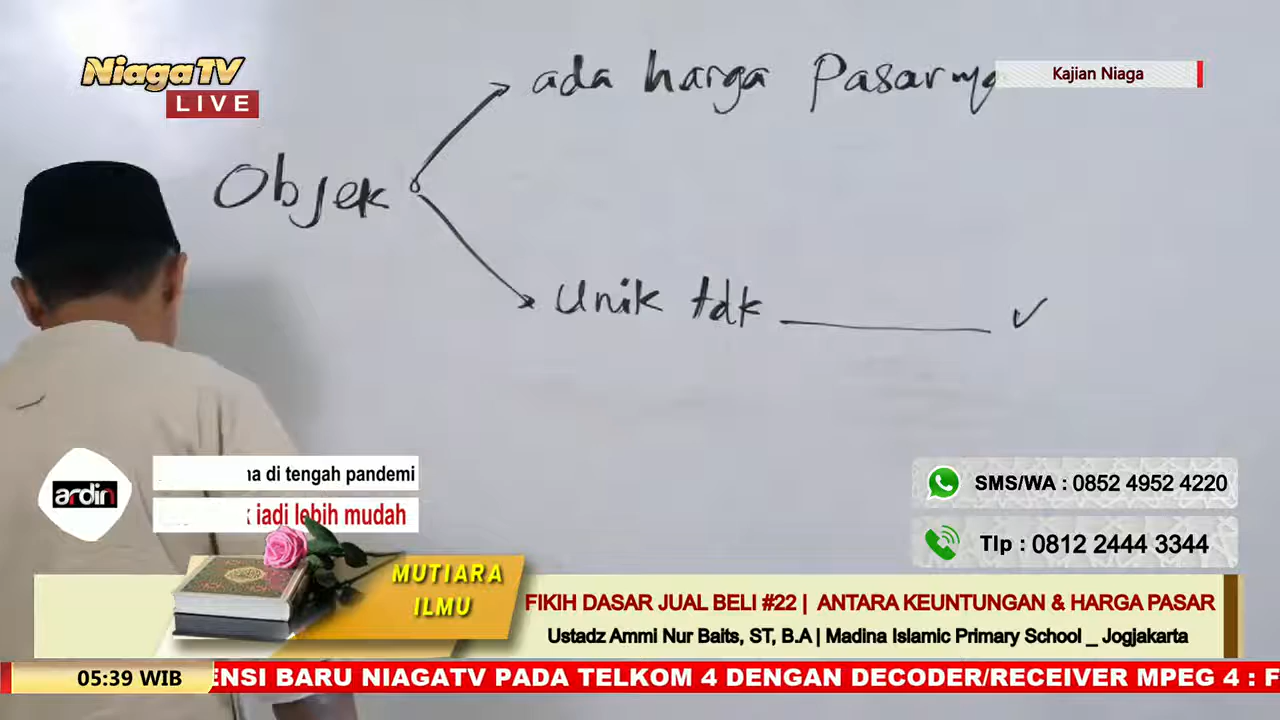 NiagaTV
LIVE
Kajian Niaga
ada harga Pasarnya
Objek
Unik tdk ✓
ardin
di tengah pandemi
jadi lebih mudah
SMS/WA : 0852 4952 4220
Tlp : 0812 2444 3344
MUTIARA
ILMU
FIKIH DASAR JUAL BELI #22 | ANTARA KEUNTUNGAN & HARGA PASAR
Ustadz Ammi Nur Baits, ST, B.A | Madina Islamic Primary School _ Jogjakarta
05:39 WIB
ENSI BARU NIAGATV PADA TELKOM 4 DENGAN DECODER/RECEIVER MPEG 4 : F